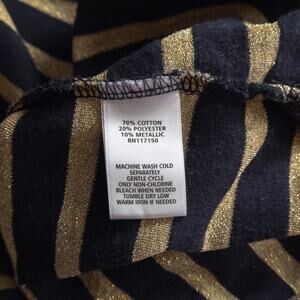 70% COTTON
20% POLYESTER
10% METALLIC
RN117150
MACHINE WASH COLD
SEPARATELY
GENTLE CYCLE
ONLY NON-CHLORINE
BLEACH WHEN NEEDED
TUMBLE DRY LOW
WARM IRON IF NEEDED